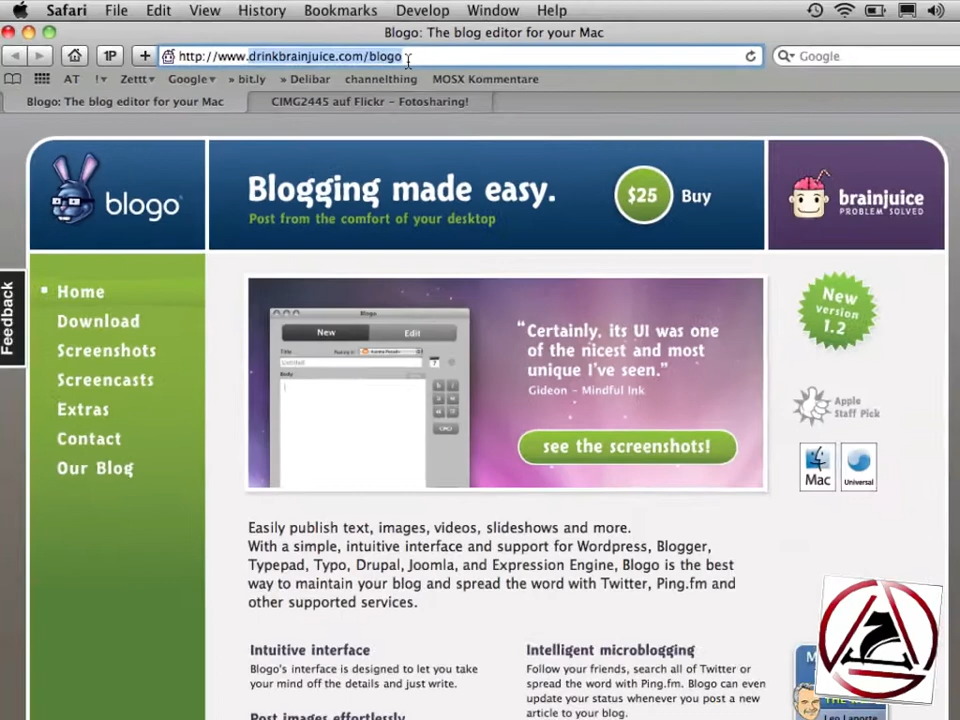 Safari File Edit View History Bookmarks Develop Window Help
Blogo: The blog editor for your Mac
1P + http://www.drinkbrainjuice.com/blogo Google
AT !▾ Zettt▾ Google▾ » bit.ly » Delibar channelthing MOSX Kommentare
Blogo: The blog editor for your Mac CIMG2445 auf Flickr – Fotosharing!
blogo
Blogging made easy.
Post from the comfort of your desktop
$25 Buy
brainjuice
PROBLEM SOLVED
Feedback
Home
Download
Screenshots
Screencasts
Extras
Contact
Our Blog
Blogo
New Edit
Title
Untitled
Body
“Certainly, its UI was one
of the nicest and most
unique I've seen.”
Gideon – Mindful Ink
see the screenshots!
New
version
1.2
Apple
Staff Pick
Mac Universal
Easily publish text, images, videos, slideshows and more.
With a simple, intuitive interface and support for Wordpress, Blogger,
Typepad, Typo, Drupal, Joomla, and Expression Engine, Blogo is the best
way to maintain your blog and spread the word with Twitter, Ping.fm and
other supported services.
Intuitive interface
Blogo's interface is designed to let you take
your mind off the details and just write.
Post images effortlessly
Intelligent microblogging
Follow your friends, search all of Twitter or
spread the word with Ping.fm. Blogo can even
update your status whenever you post a new
article to your blog.
Leo Laporte